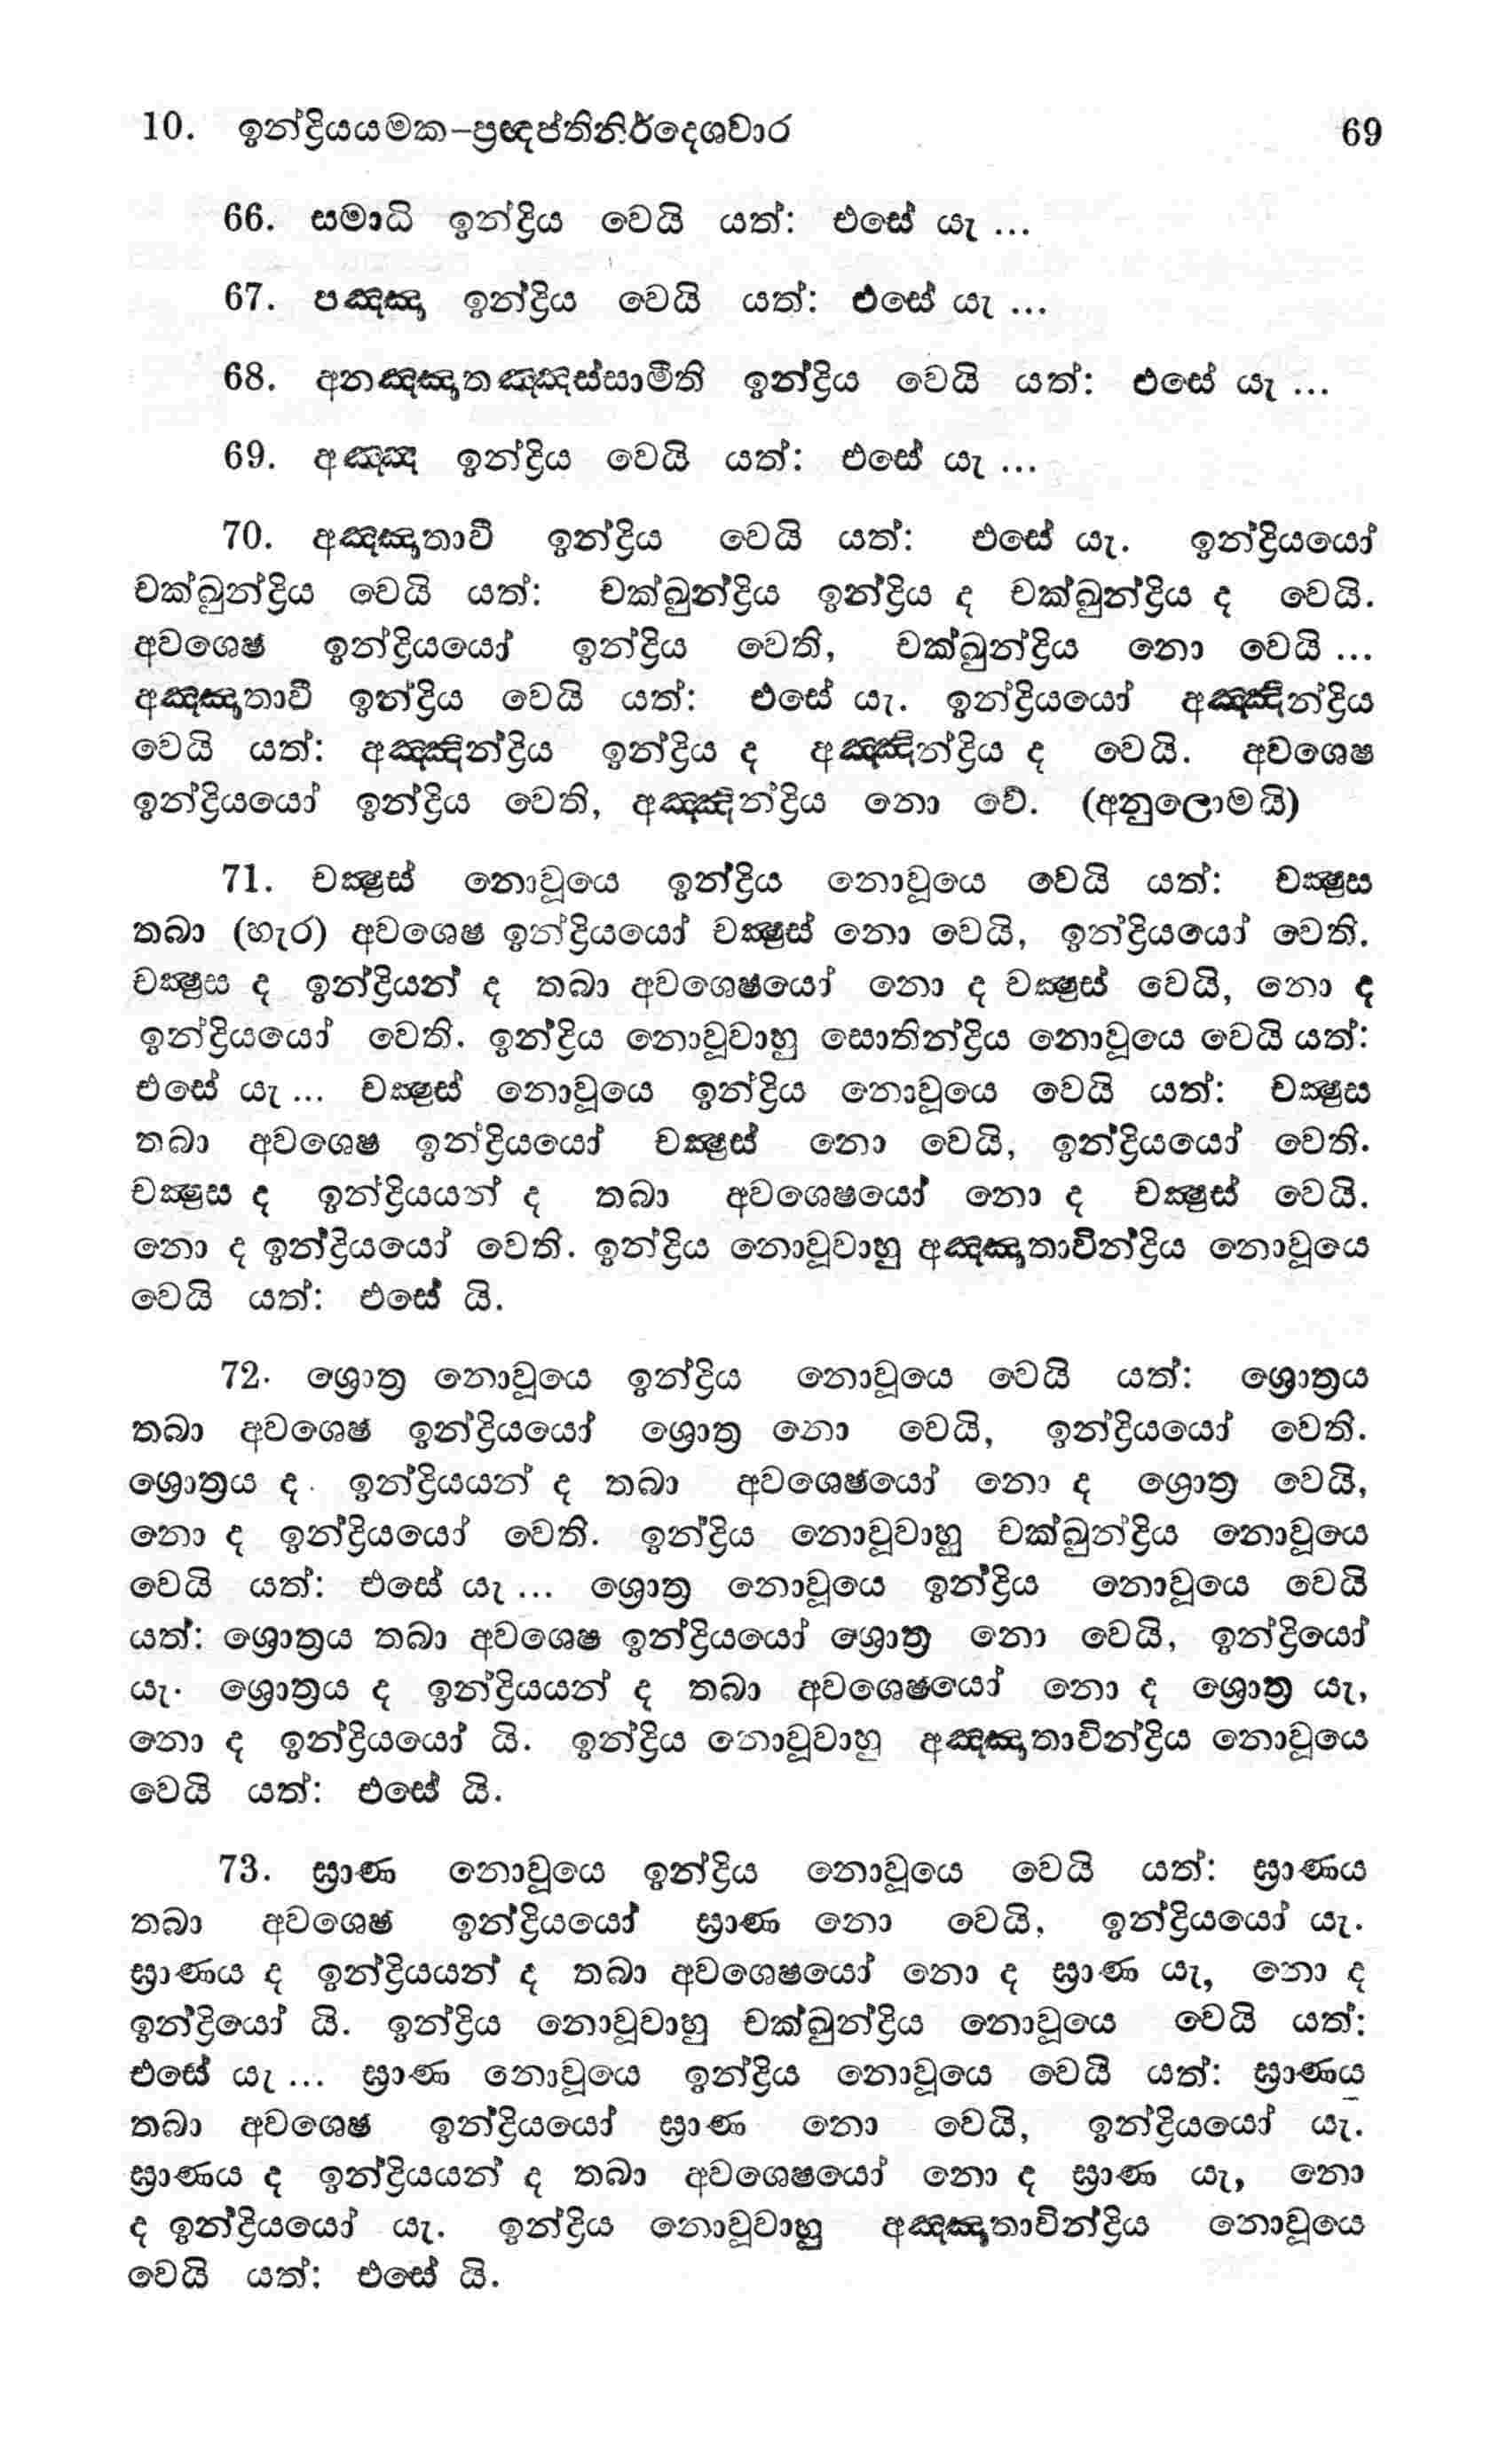 10. ඉන්ද්‍රියයමක–ප්‍රඥප්තිනිර්දෙශවාර 69
66. සමාධි ඉන්ද්‍රිය වෙයි යත්: එසේ යැ ...
67. පඤ්ඤා ඉන්ද්‍රිය වෙයි යත්: එසේ යැ ...
68. අනඤ්ඤාතඤ්ඤස්සාමීති ඉන්ද්‍රිය වෙයි යත්: එසේ යැ ...
69. අඤ්ඤ ඉන්ද්‍රිය වෙයි යත්: එසේ යැ ...
70. අඤ්ඤාතාවී ඉන්ද්‍රිය වෙයි යත්: එසේ යැ. ඉන්ද්‍රියයෝ
චක්ඛුන්ද්‍රිය වෙයි යත්: චක්ඛුන්ද්‍රිය ඉන්ද්‍රිය ද චක්ඛුන්ද්‍රිය ද වෙයි.
අවශෙෂ ඉන්ද්‍රියයෝ ඉන්ද්‍රිය වෙති, චක්ඛුන්ද්‍රිය නො වෙයි ...
අඤ්ඤාතාවී ඉන්ද්‍රිය වෙයි යත්: එසේ යැ. ඉන්ද්‍රියයෝ අඤ්ඤින්ද්‍රිය
වෙයි යත්: අඤ්ඤින්ද්‍රිය ඉන්ද්‍රිය ද අඤ්ඤින්ද්‍රිය ද වෙයි. අවශෙෂ
ඉන්ද්‍රියයෝ ඉන්ද්‍රිය වෙති, අඤ්ඤින්ද්‍රිය නො වේ. (අනුලොමයි)
71. චක්‍ෂුස් නොවූයෙ ඉන්ද්‍රිය නොවූයෙ වෙයි යත්: චක්‍ෂුස
තබා (හැර) අවශෙෂ ඉන්ද්‍රියයෝ චක්‍ෂුස් නො වෙයි, ඉන්ද්‍රියයෝ වෙති.
චක්‍ෂුස ද ඉන්ද්‍රියන් ද තබා අවශෙෂයෝ නො ද චක්‍ෂුස් වෙයි, නො ද
ඉන්ද්‍රියයෝ වෙති. ඉන්ද්‍රිය නොවූවාහු සොතින්ද්‍රිය නොවූයෙ වෙයි යත්:
එසේ යැ ... චක්‍ෂුස් නොවූයෙ ඉන්ද්‍රිය නොවූයෙ වෙයි යත්: චක්‍ෂුස
තබා අවශෙෂ ඉන්ද්‍රියයෝ චක්‍ෂුස් නො වෙයි, ඉන්ද්‍රියයෝ වෙති.
චක්‍ෂුස ද ඉන්ද්‍රියයන් ද තබා අවශෙෂයෝ නො ද චක්‍ෂුස් වෙයි.
නො ද ඉන්ද්‍රියයෝ වෙති. ඉන්ද්‍රිය නොවූවාහු අඤ්ඤාතාවින්ද්‍රිය නොවූයෙ
වෙයි යත්: එසේ යි.
72. ශ්‍රොත්‍ර නොවූයෙ ඉන්ද්‍රිය නොවූයෙ වෙයි යත්: ශ්‍රොත්‍රය
තබා අවශෙෂ ඉන්ද්‍රියයෝ ශ්‍රොත්‍ර නො වෙයි, ඉන්ද්‍රියයෝ වෙති.
ශ්‍රොත්‍රය ද ඉන්ද්‍රියයන් ද තබා අවශෙෂයෝ නො ද ශ්‍රොත්‍ර වෙයි,
නො ද ඉන්ද්‍රියයෝ වෙති. ඉන්ද්‍රිය නොවූවාහු චක්ඛුන්ද්‍රිය නොවූයෙ
වෙයි යත්: එසේ යැ ... ශ්‍රොත්‍ර නොවූයෙ ඉන්ද්‍රිය නොවූයෙ වෙයි
යත්: ශ්‍රොත්‍රය තබා අවශෙෂ ඉන්ද්‍රියයෝ ශ්‍රොත්‍ර නො වෙයි, ඉන්ද්‍රියෝ
යැ. ශ්‍රොත්‍රය ද ඉන්ද්‍රියයන් ද තබා අවශෙෂයෝ නො ද ශ්‍රොත්‍ර යැ,
නො ද ඉන්ද්‍රියයෝ යි. ඉන්ද්‍රිය නොවූවාහු අඤ්ඤාතාවින්ද්‍රිය නොවූයෙ
වෙයි යත්: එසේ යි.
73. ඝ්‍රාණ නොවූයෙ ඉන්ද්‍රිය නොවූයෙ වෙයි යත්: ඝ්‍රාණය
තබා අවශෙෂ ඉන්ද්‍රියයෝ ඝ්‍රාණ නො වෙයි, ඉන්ද්‍රියයෝ යැ.
ඝ්‍රාණය ද ඉන්ද්‍රියයන් ද තබා අවශෙෂයෝ නො ද ඝ්‍රාණ යැ, නො ද
ඉන්ද්‍රියෝ යි. ඉන්ද්‍රිය නොවූවාහු චක්ඛුන්ද්‍රිය නොවූයෙ වෙයි යත්:
එසේ යැ ... ඝ්‍රාණ නොවූයෙ ඉන්ද්‍රිය නොවූයෙ වෙයි යත්: ඝ්‍රාණය
තබා අවශෙෂ ඉන්ද්‍රියයෝ ඝ්‍රාණ නො වෙයි, ඉන්ද්‍රියයෝ යැ.
ඝ්‍රාණය ද ඉන්ද්‍රියයන් ද තබා අවශෙෂයෝ නො ද ඝ්‍රාණ යැ, නො
ද ඉන්ද්‍රියයෝ යැ. ඉන්ද්‍රිය නොවූවාහු අඤ්ඤාතාවින්ද්‍රිය නොවූයෙ
වෙයි යත්: එසේ යි.